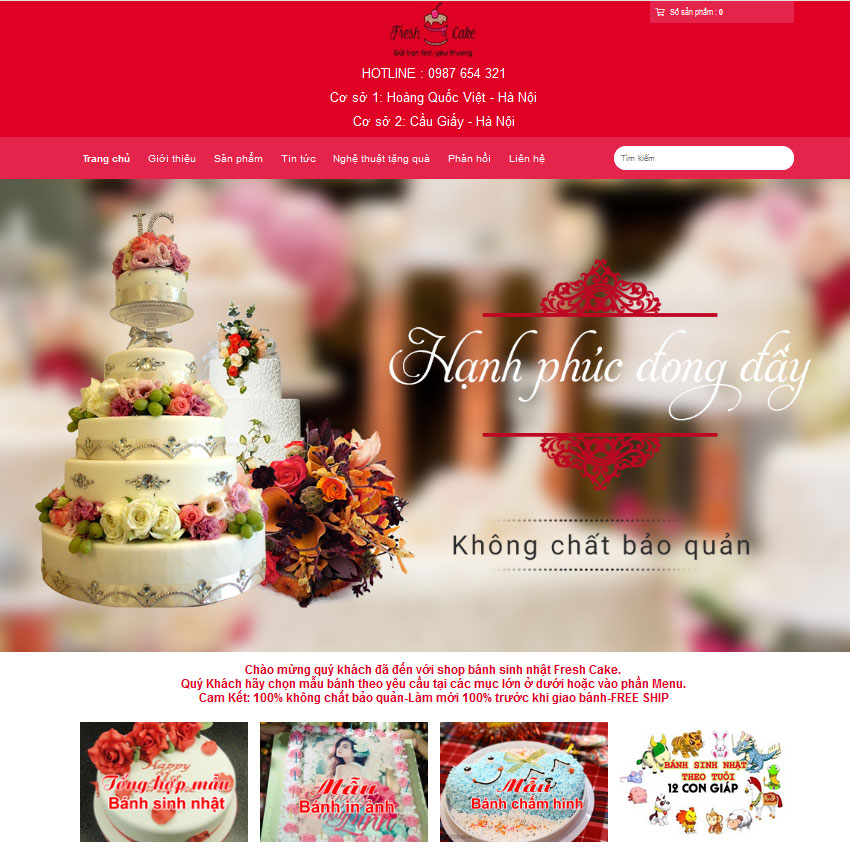 Fresh Cake
Gửi trọn tình yêu thương
Số sản phẩm : 0
HOTLINE : 0987 654 321
Cơ sở 1: Hoàng Quốc Việt - Hà Nội
Cơ sở 2: Cầu Giấy - Hà Nội
Trang chủ Giới thiệu Sản phẩm Tin tức Nghệ thuật tặng quà Phản hồi Liên hệ
Tìm kiếm
LC
Hạnh phúc đong đầy
Không chất bảo quản
Chào mừng quý khách đã đến với shop bánh sinh nhật Fresh Cake.
Quý Khách hãy chọn mẫu bánh theo yêu cầu tại các mục lớn ở dưới hoặc vào phần Menu.
Cam Kết: 100% không chất bảo quản-Làm mới 100% trước khi giao bánh-FREE SHIP
Happy
Tổng hợp mẫu
Bánh sinh nhật
Mẫu
Bánh in ảnh
Mẫu
Bánh chấm hình
BÁNH SINH NHẬT
THEO TUỔI
12 CON GIÁP